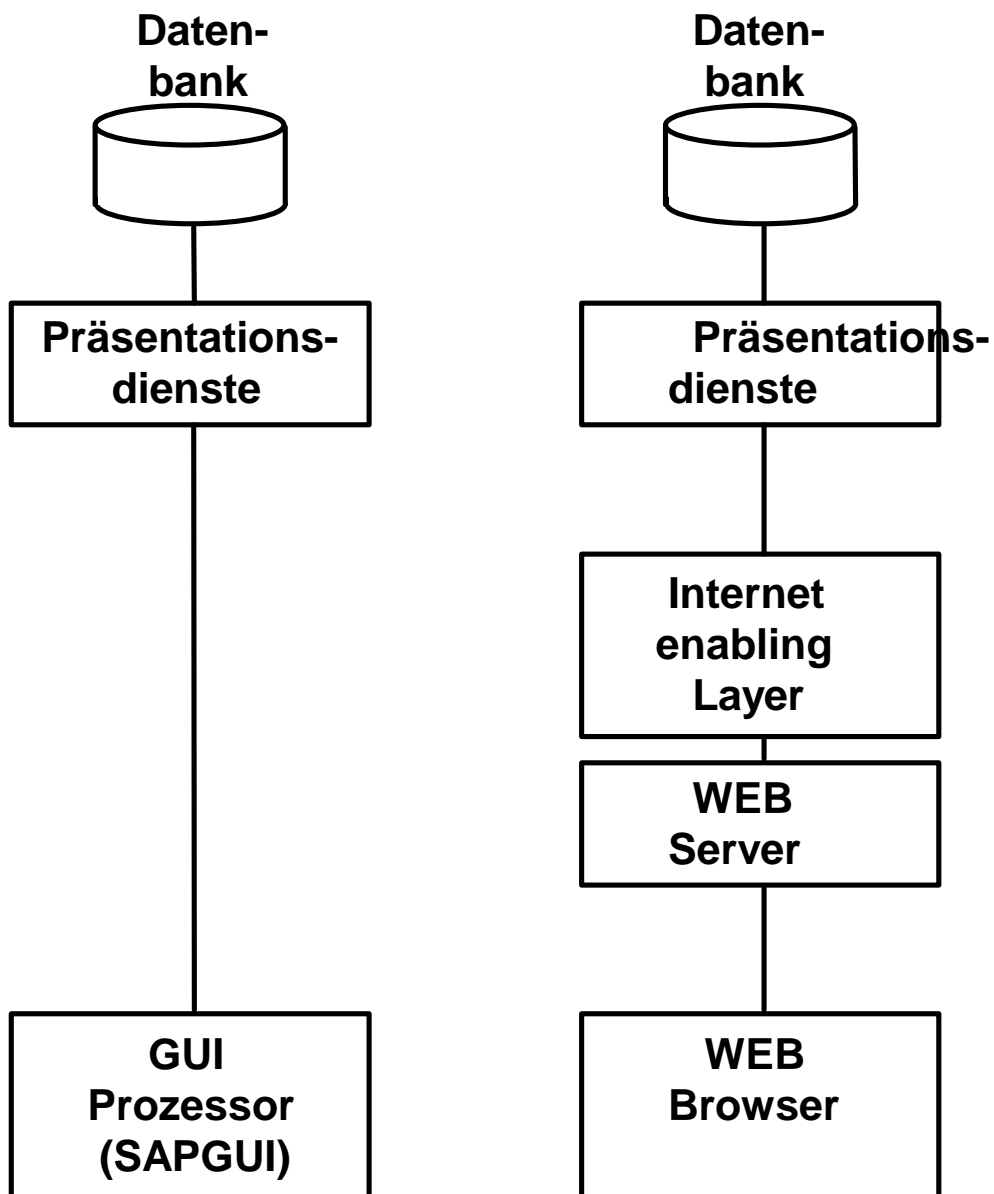 Daten-
bank
Präsentations-
dienste
GUI
Prozessor
(SAPGUI)
Daten-
bank
Präsentations-
dienste
Internet
enabling
Layer
WEB
Server
WEB
Browser